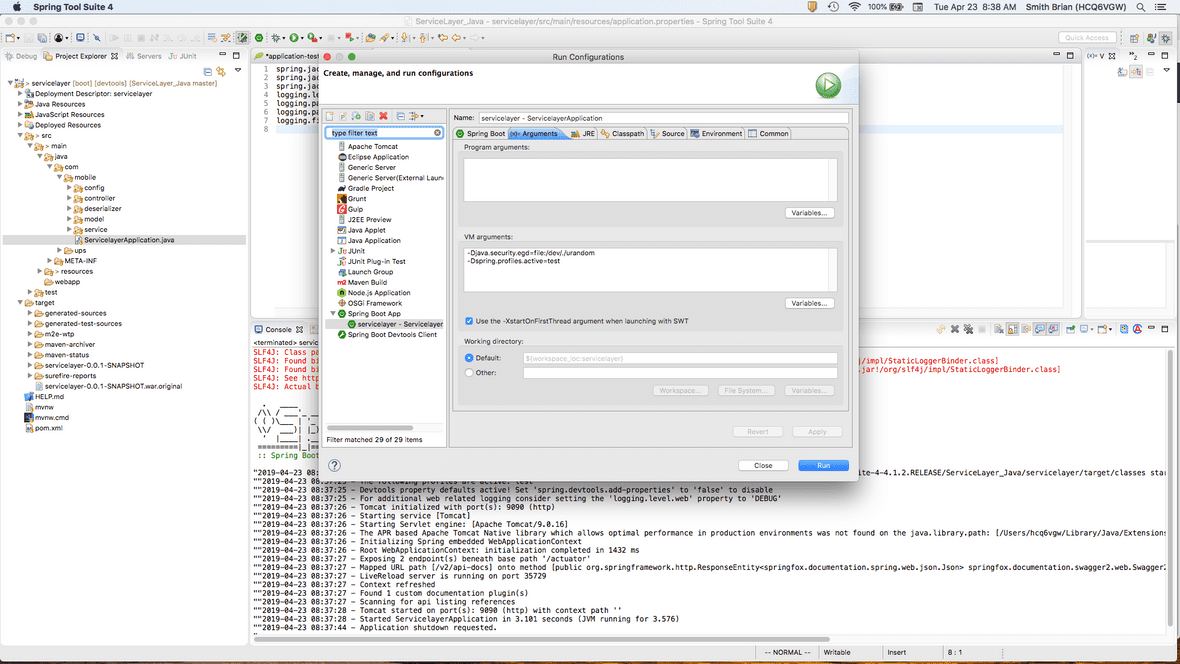 Spring Tool Suite 4
100%
Tue Apr 23 8:38 AM Smith Brian (HCQ6VGW)
ServiceLayer_Java - servicelayer/src/main/resources/application.properties - Spring Tool Suite 4
Quick Access
Debug
Project Explorer
Servers
JUnit
> servicelayer [boot] [devtools] [ServiceLayer_Java master]
Deployment Descriptor: servicelayer
Java Resources
JavaScript Resources
Deployed Resources
> src
> main
java
com
mobile
config
controller
deserializer
model
service
ServicelayerApplication.java
ups
META-INF
> resources
webapp
test
target
generated-sources
generated-test-sources
m2e-wtp
maven-archiver
maven-status
servicelayer-0.0.1-SNAPSHOT
surefire-reports
servicelayer-0.0.1-SNAPSHOT.war.original
HELP.md
mvnw
mvnw.cmd
pom.xml
*application-test
1 spring.jac
2 spring.jac
3 spring.jac
4 logging.le
5 logging.pa
6 logging.pa
7 logging.fi
8
Run Configurations
Create, manage, and run configurations
type filter text
Apache Tomcat
Eclipse Application
Generic Server
Generic Server(External Laun
Gradle Project
Grunt
Gulp
J2EE Preview
Java Applet
Java Application
JUnit
JUnit Plug-in Test
Launch Group
Maven Build
Node.js Application
OSGi Framework
Spring Boot App
servicelayer - Servicelayer
Spring Boot Devtools Client
Filter matched 29 of 29 items
Name: servicelayer - ServicelayerApplication
Spring Boot
Arguments
JRE
Classpath
Source
Environment
Common
Program arguments:
Variables...
VM arguments:
-Djava.security.egd=file:/dev/./urandom
-Dspring.profiles.active=test
Variables...
Use the -XstartOnFirstThread argument when launching with SWT
Working directory:
Default: ${workspace_loc:servicelayer}
Other:
Workspace...
File System...
Variables...
Revert
Apply
Close
Run
Console
<terminated> servic
SLF4J: Class pa
SLF4J: Found bi
SLF4J: Found bi
SLF4J: See http
SLF4J: Actual b
/impl/StaticLoggerBinder.class]
.jar!/org/slf4j/impl/StaticLoggerBinder.class]
:: Spring Boot
"2019-04-23 08:
ite-4-4.1.2.RELEASE/ServiceLayer_Java/servicelayer/target/classes star
""2019-04-23 08:37:25 - The following profiles are active: test
""2019-04-23 08:37:25 - Devtools property defaults active! Set 'spring.devtools.add-properties' to 'false' to disable
""2019-04-23 08:37:25 - For additional web related logging consider setting the 'logging.level.web' property to 'DEBUG'
""2019-04-23 08:37:26 - Tomcat initialized with port(s): 9090 (http)
""2019-04-23 08:37:26 - Starting service [Tomcat]
""2019-04-23 08:37:26 - Starting Servlet engine: [Apache Tomcat/9.0.16]
""2019-04-23 08:37:26 - The APR based Apache Tomcat Native library which allows optimal performance in production environments was not found on the java.library.path: [/Users/hcq6vgw/Library/Java/Extension
""2019-04-23 08:37:26 - Initializing Spring embedded WebApplicationContext
""2019-04-23 08:37:26 - Root WebApplicationContext: initialization completed in 1432 ms
""2019-04-23 08:37:27 - Exposing 2 endpoint(s) beneath base path '/actuator'
""2019-04-23 08:37:27 - Mapped URL path [/v2/api-docs] onto method [public org.springframework.http.ResponseEntity<springfox.documentation.spring.web.json.Json> springfox.documentation.swagger2.web.Swagger2
""2019-04-23 08:37:27 - LiveReload server is running on port 35729
""2019-04-23 08:37:27 - Context refreshed
""2019-04-23 08:37:27 - Found 1 custom documentation plugin(s)
""2019-04-23 08:37:27 - Scanning for api listing references
""2019-04-23 08:37:28 - Tomcat started on port(s): 9090 (http) with context path ''
""2019-04-23 08:37:28 - Started ServicelayerApplication in 3.101 seconds (JVM running for 3.576)
""2019-04-23 08:37:44 - Application shutdown requested.
"
-- NORMAL --
Writable
Insert
8 : 1